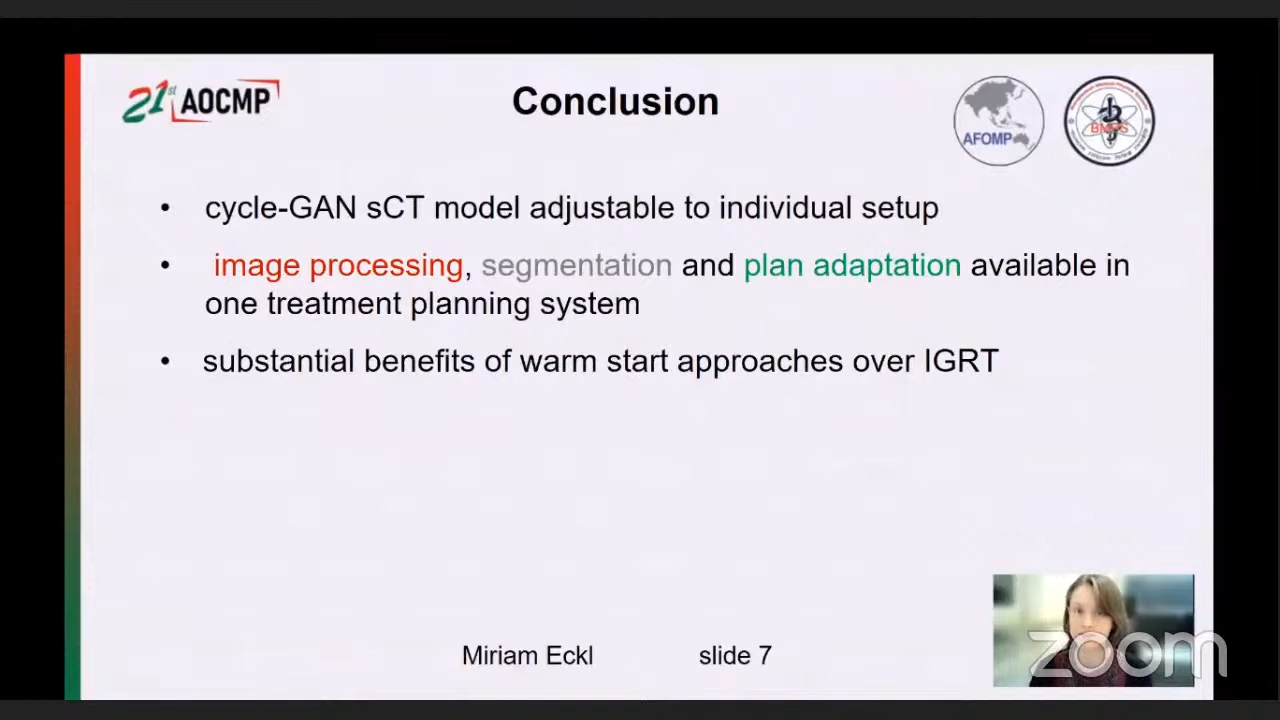 21st AOCMP
Conclusion
AFOMP
BMPS
• cycle-GAN sCT model adjustable to individual setup
• image processing, segmentation and plan adaptation available in
one treatment planning system
• substantial benefits of warm start approaches over IGRT
Miriam Eckl slide 7
zoom